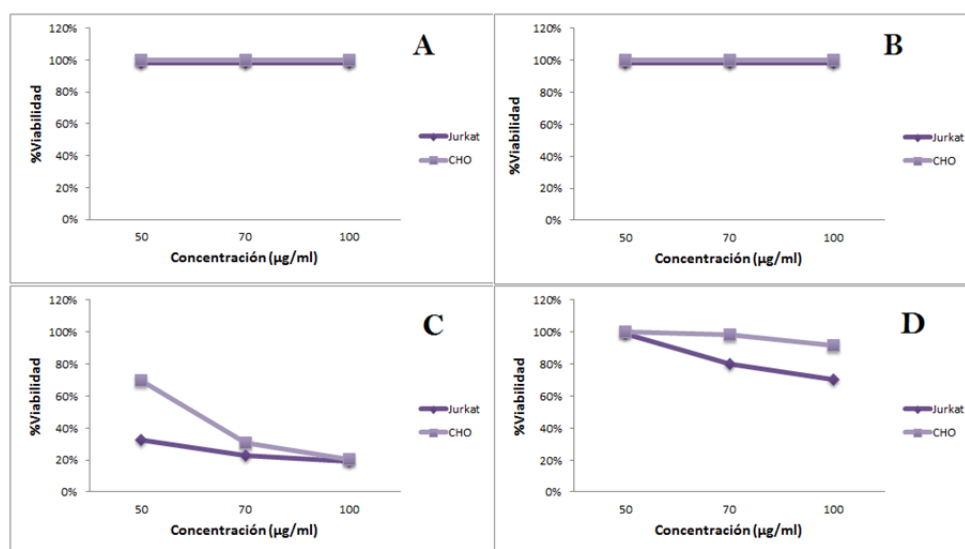 A
120%
100%
80%
60%
40%
20%
0%
%Viabilidad
50 70 100
Concentración (µg/ml)
Jurkat
CHO
B
120%
100%
80%
60%
40%
20%
0%
%Viabilidad
50 70 100
Concentración (µg/ml)
Jurkat
CHO
C
120%
100%
80%
60%
40%
20%
0%
%Viabilidad
50 70 100
Concentración (µg/ml)
Jurkat
CHO
D
120%
100%
80%
60%
40%
20%
0%
%Viabilidad
50 70 100
Concentración (µg/ml)
Jurkat
CHO